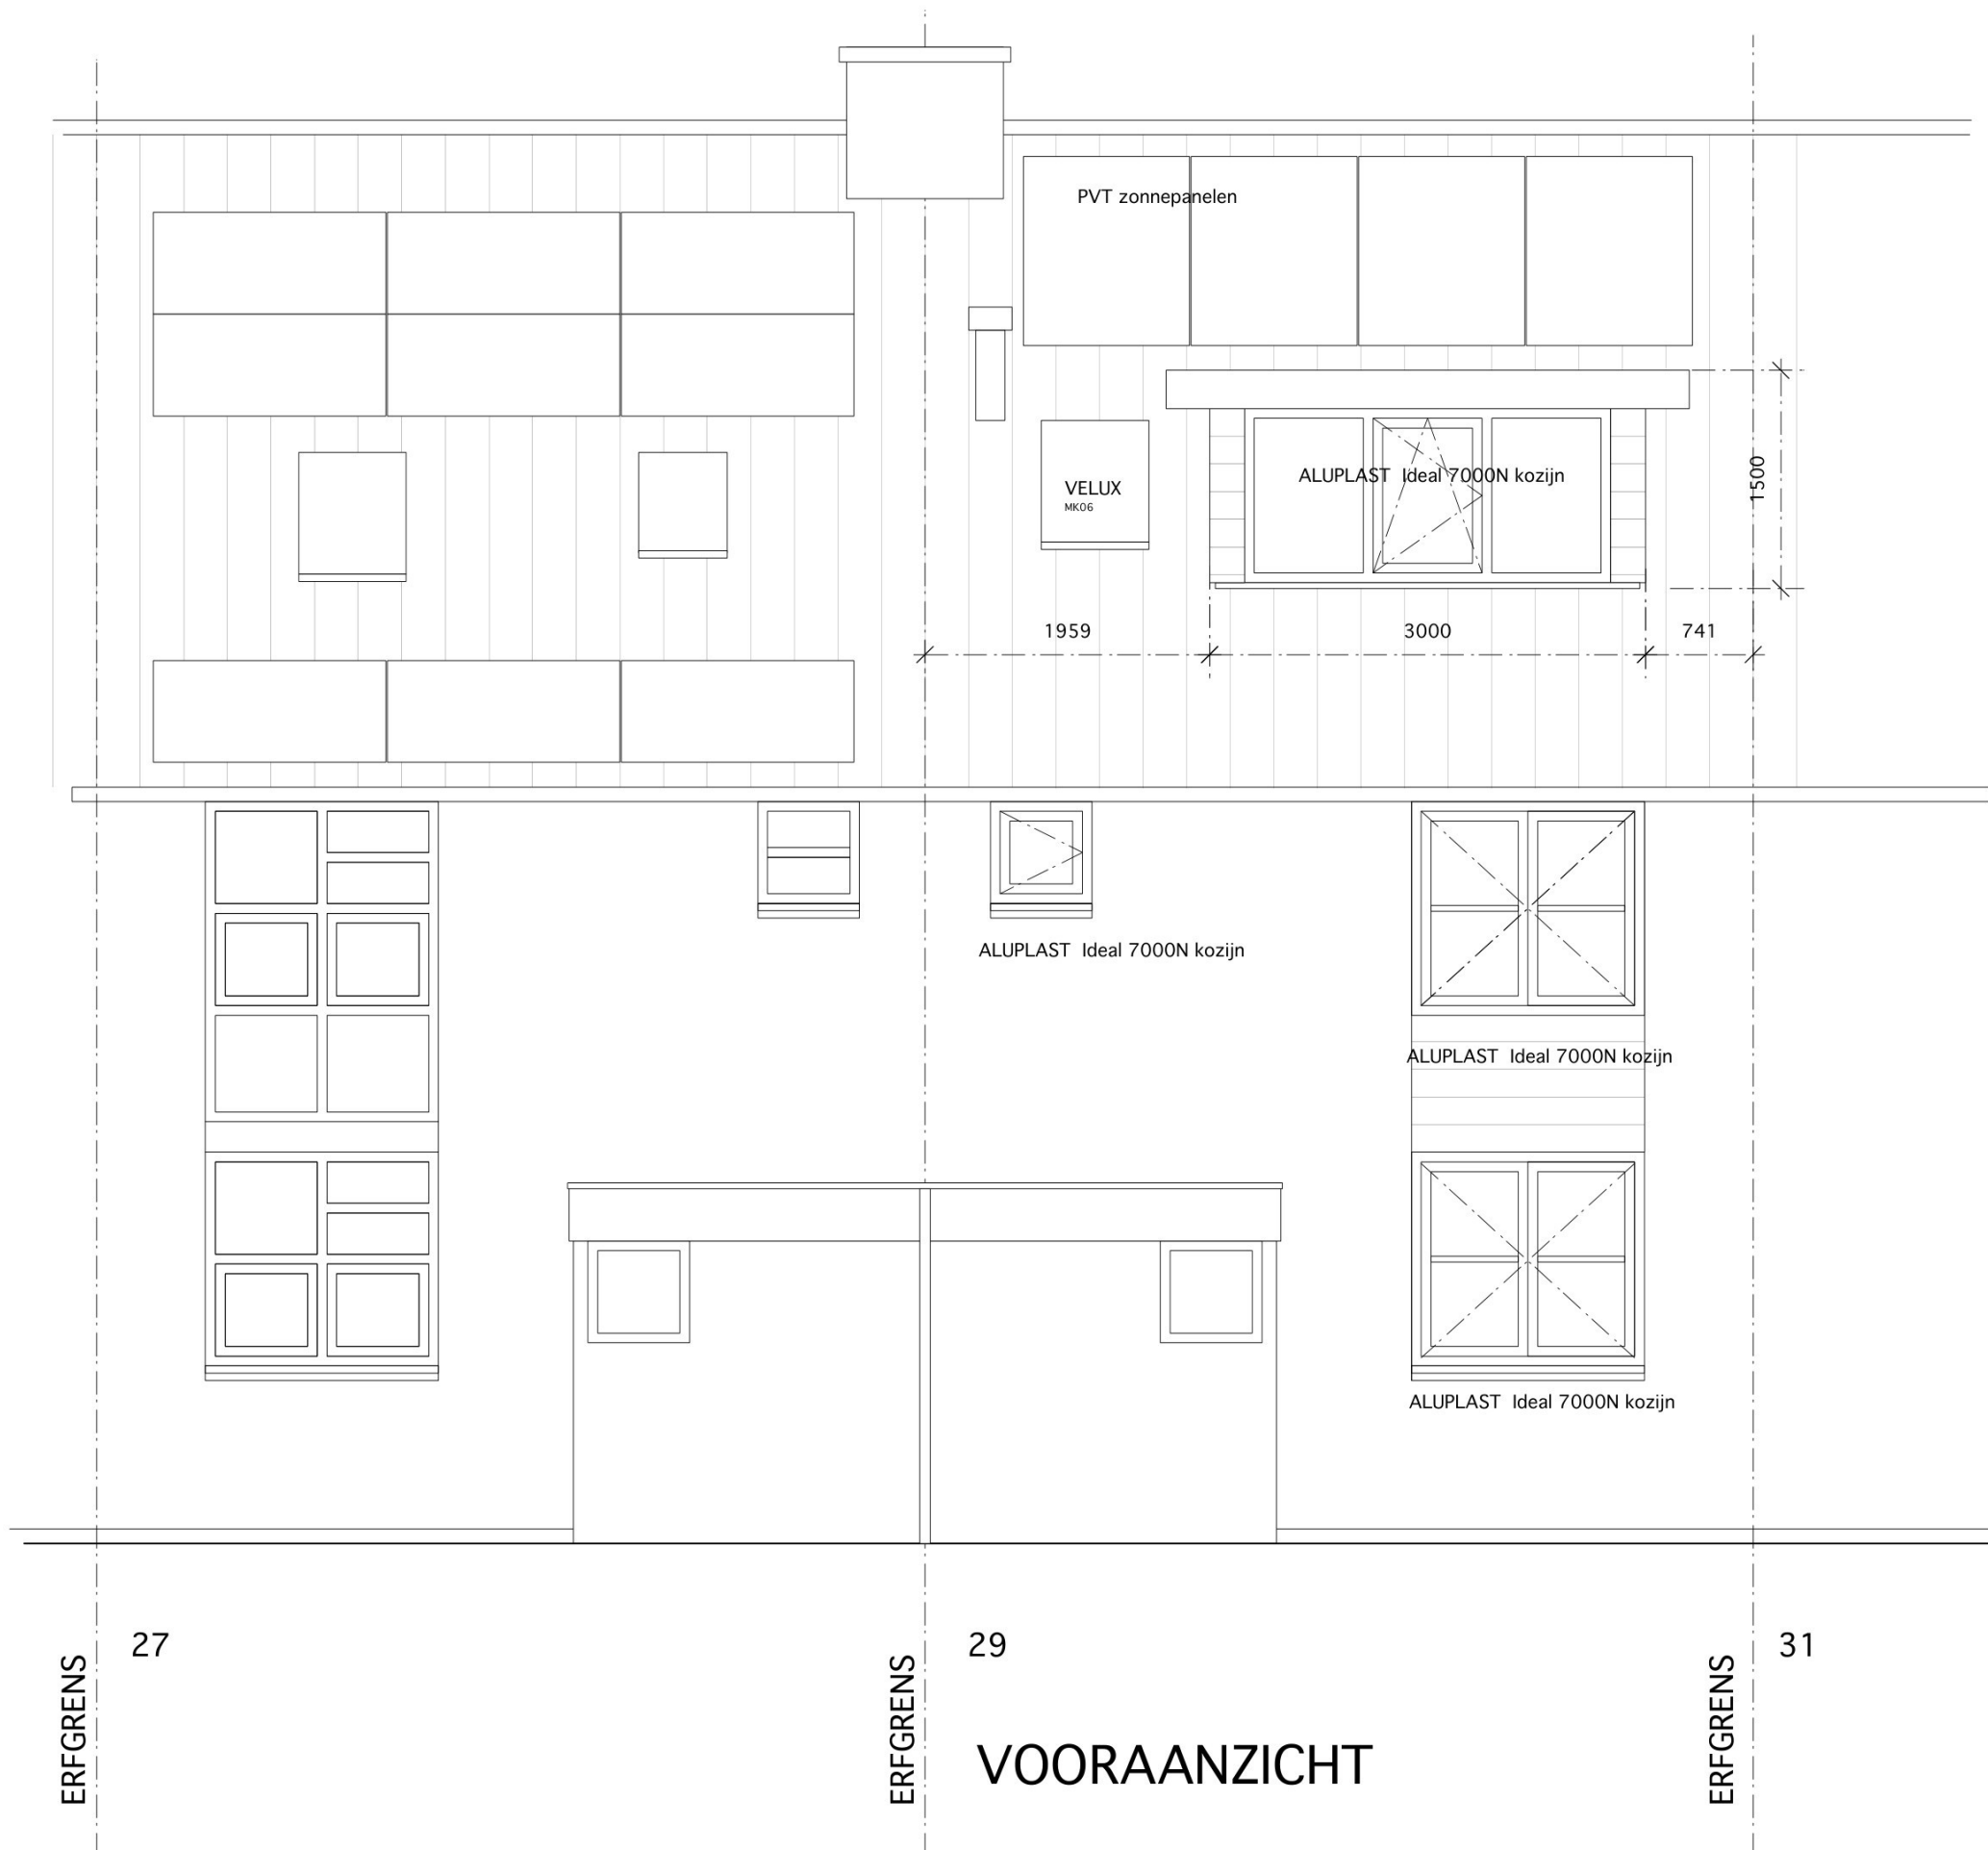 PVT zonnepanelen
ALUPLAST Ideal 7000N kozijn
VELUX
MK06
1500
1959
3000
741
ALUPLAST Ideal 7000N kozijn
ALUPLAST Ideal 7000N kozijn
ALUPLAST Ideal 7000N kozijn
27
29
31
ERFGRENS
ERFGRENS
ERFGRENS
VOORAANZICHT